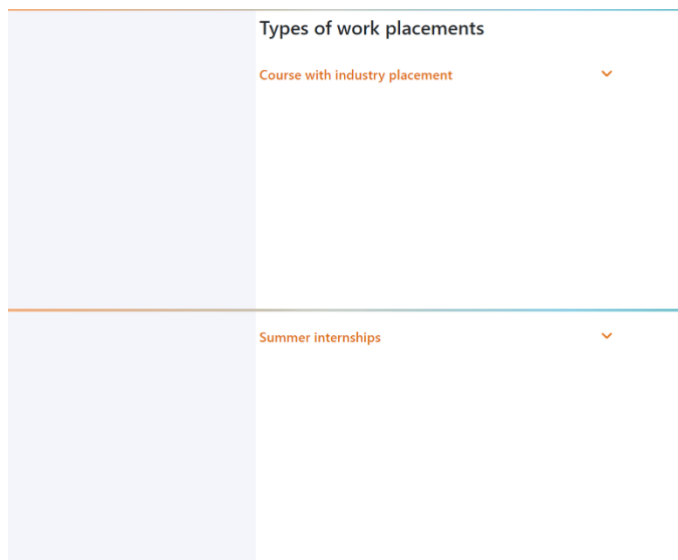 Types of work placements
Course with industry placement
Summer internships